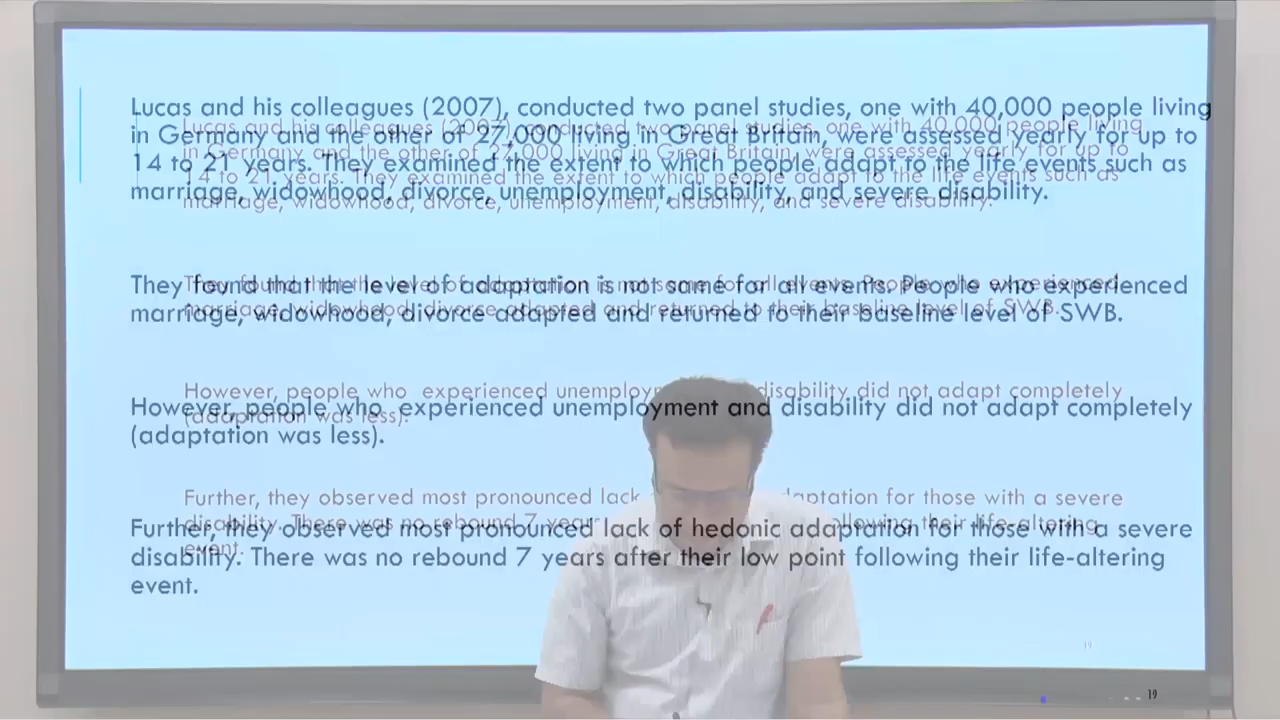 Lucas and his colleagues (2007), conducted two panel studies, one with 40,000 people living
in Germany and the other of 27,000 living in Great Britain, were assessed yearly for up to
14 to 21 years. They examined the extent to which people adapt to the life events such as
marriage, widowhood, divorce, unemployment, disability, and severe disability.
They found that the level of adaptation is not same for all events. People who experienced
marriage, widowhood, divorce adapted and returned to their baseline level of SWB.
However, people who experienced unemployment and disability did not adapt completely
(adaptation was less).
Further, they observed most pronounced lack of hedonic adaptation for those with a severe
disability. There was no rebound 7 years after their low point following their life-altering
event.
19